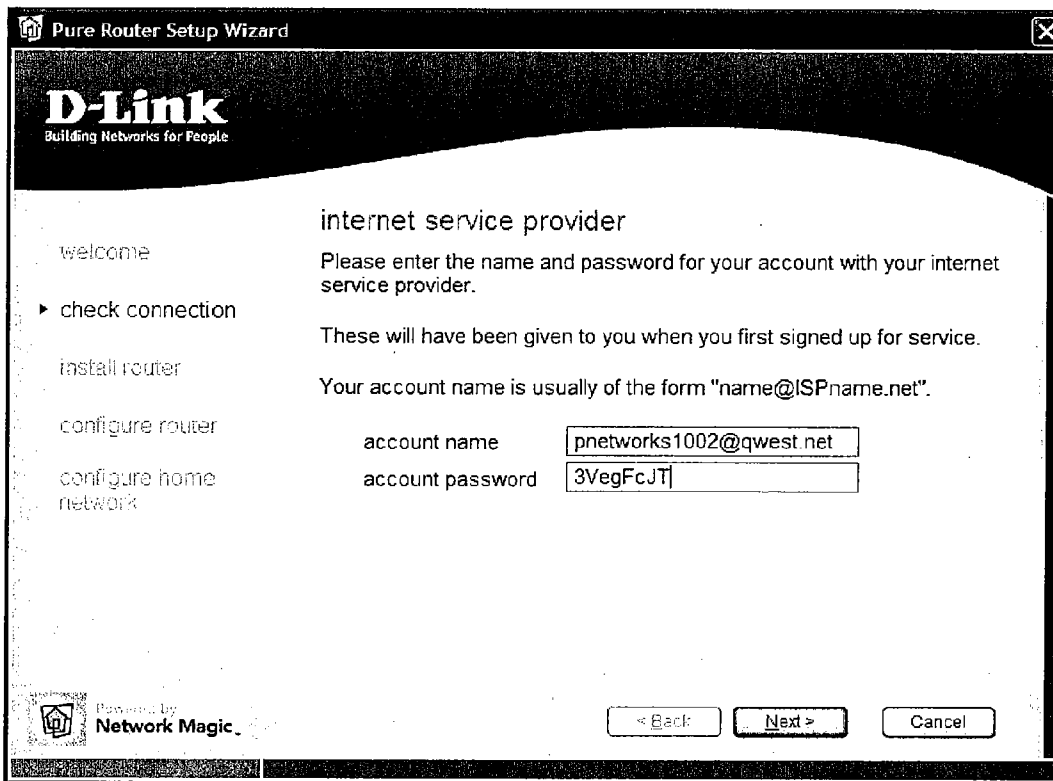 Pure Router Setup Wizard
D-Link
Building Networks for People
welcome
check connection
install router
configure router
configure home
network
internet service provider
Please enter the name and password for your account with your internet
service provider.
These will have been given to you when you first signed up for service.
Your account name is usually of the form "name@ISPname.net".
account name pnetworks1002@qwest.net
account password 3VegFcJT
Powered by
Network Magic
< Back
Next >
Cancel